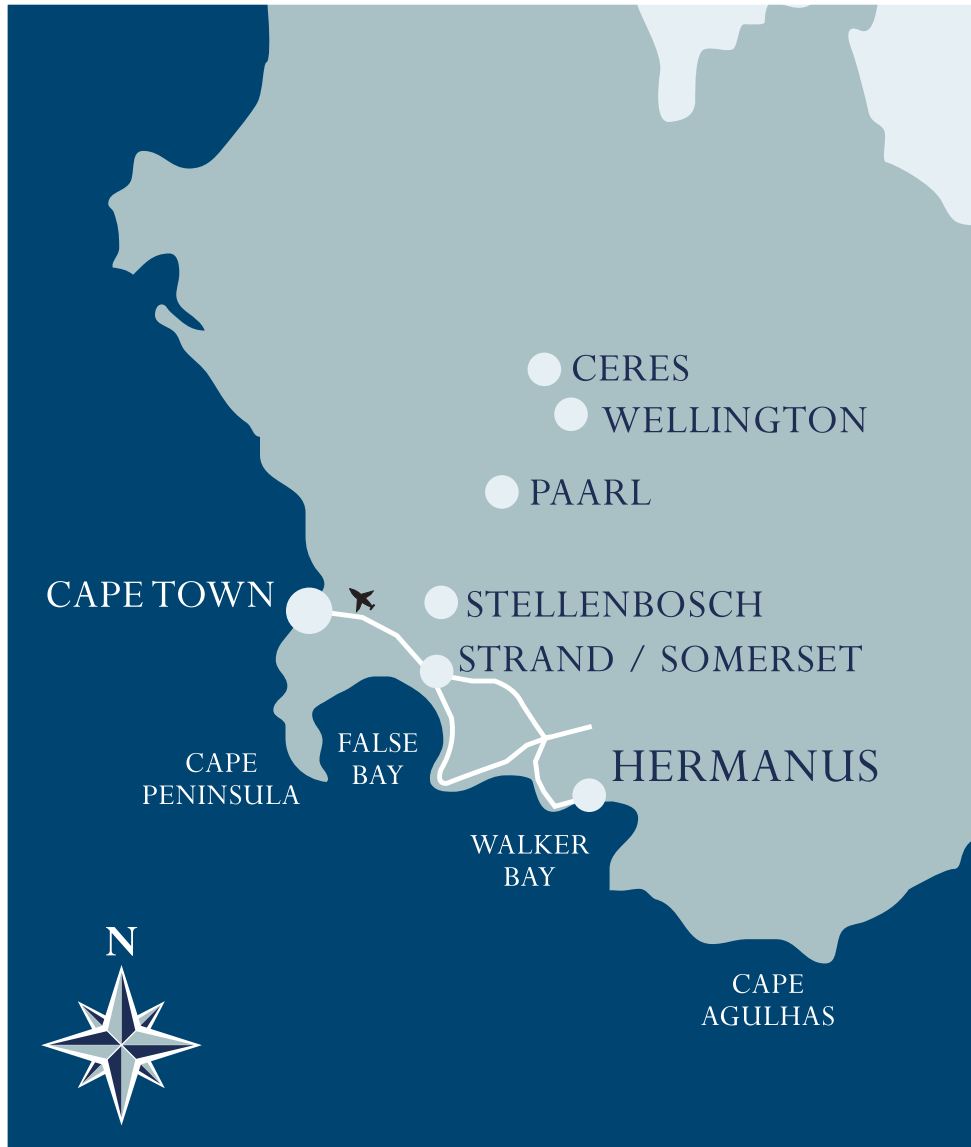 CERES
WELLINGTON
PAARL
CAPE TOWN
STELLENBOSCH
STRAND / SOMERSET
FALSE
BAY
HERMANUS
CAPE
PENINSULA
WALKER
BAY
N
CAPE
AGULHAS